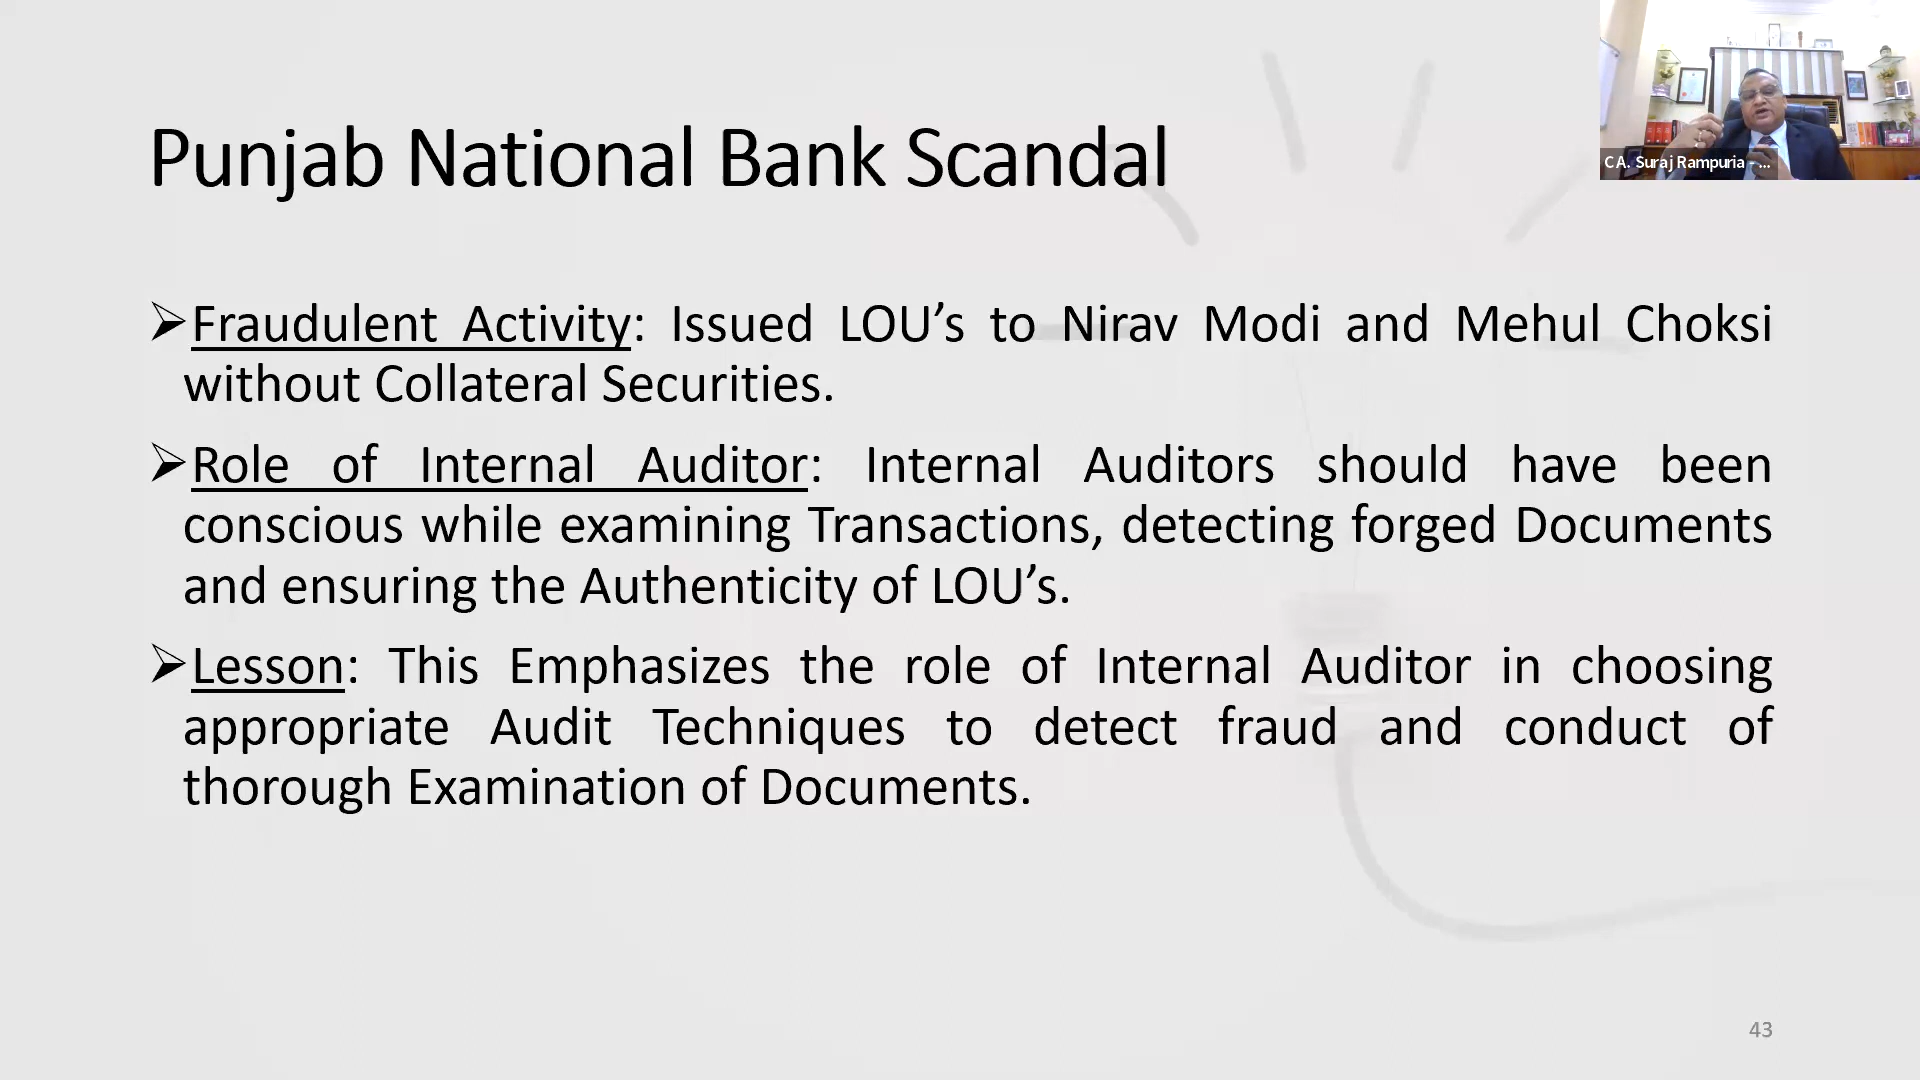 CA. Suraj Rampuria - ...
Punjab National Bank Scandal
➢Fraudulent Activity: Issued LOU’s to Nirav Modi and Mehul Choksi
without Collateral Securities.
➢Role of Internal Auditor: Internal Auditors should have been
conscious while examining Transactions, detecting forged Documents
and ensuring the Authenticity of LOU’s.
➢Lesson: This Emphasizes the role of Internal Auditor in choosing
appropriate Audit Techniques to detect fraud and conduct of
thorough Examination of Documents.
43